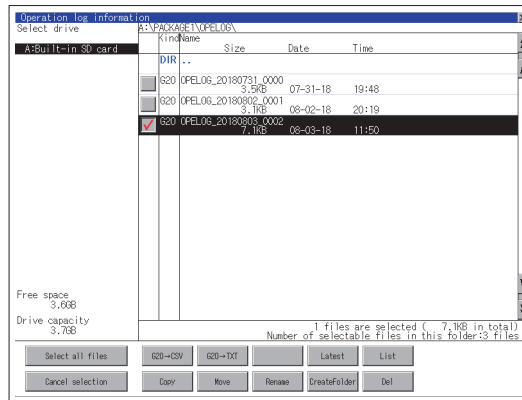 Operation log information
Select drive
A:\PACKAGE1\OPELOG\
A:Built-in SD card
Kind Name
Size Date Time
DIR ..
G20 OPELOG_20180731_0000
3.5KB 07-31-18 19:48
G20 OPELOG_20180802_0001
3.1KB 08-02-18 20:19
G20 OPELOG_20180803_0002
7.1KB 08-03-18 11:50
Free space
3.6GB
Drive capacity
3.7GB
1 files are selected ( 7.1KB in total)
Number of selectable files in this folder:3 files
Select all files G20→CSV G20→TXT Latest List
Cancel selection Copy Move Rename CreateFolder Del